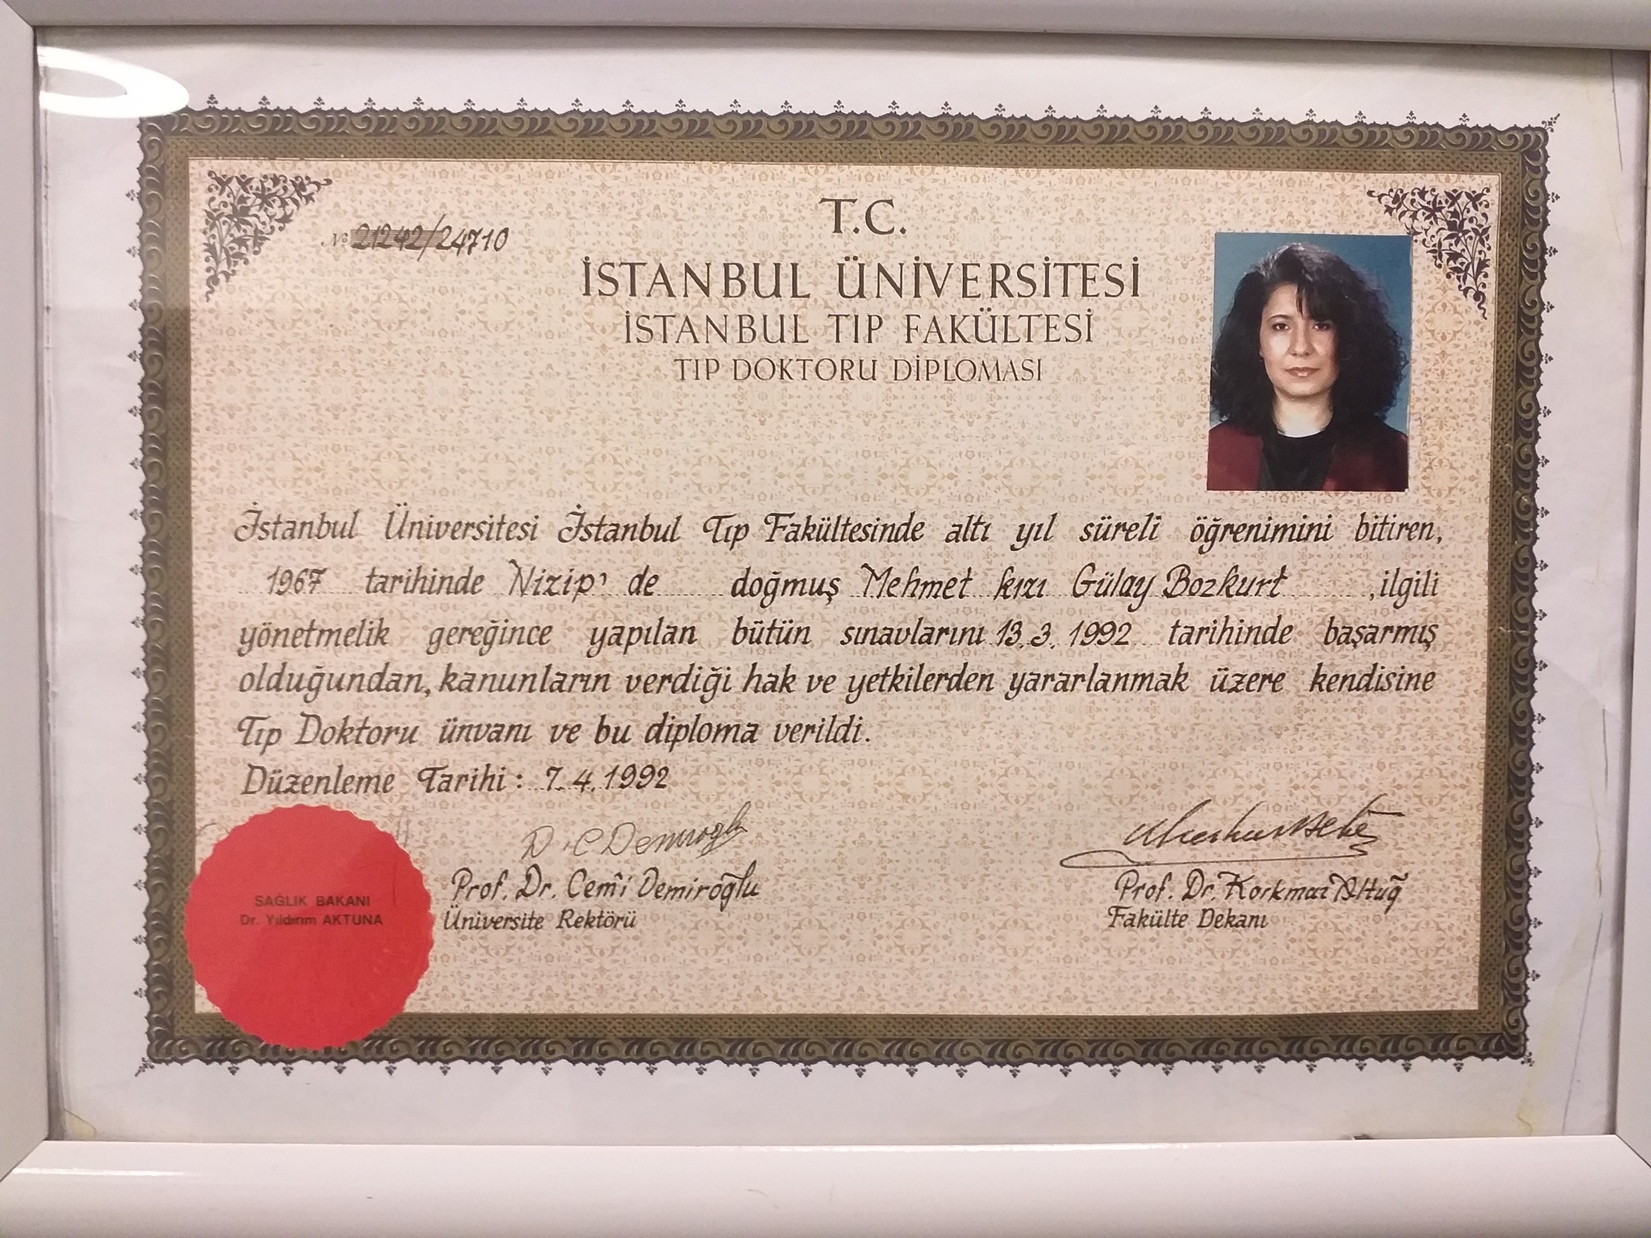 Nº 21242/24710
T.C.
İSTANBUL ÜNİVERSİTESİ
İSTANBUL TIP FAKÜLTESİ
TIP DOKTORU DİPLOMASI
İstanbul Üniversitesi İstanbul Tıp Fakültesinde altı yıl süreli öğrenimini bitiren,
1967 tarihinde Nizip' de doğmuş Mehmet kızı Gülay Bozkurt ,ilgili
yönetmelik gereğince yapılan bütün sınavlarını 13.3.1992 tarihinde başarmış
olduğundan, kanunların verdiği hak ve yetkilerden yararlanmak üzere kendisine
Tıp Doktoru ünvanı ve bu diploma verildi.
Düzenleme Tarihi : 7.4.1992
Prof. Dr. Cem'i Demiroğlu
Üniversite Rektörü
Prof. Dr. Korkmaz Altuğ
Fakülte Dekanı
SAĞLIK BAKANI
Dr. Yıldırım AKTUNA